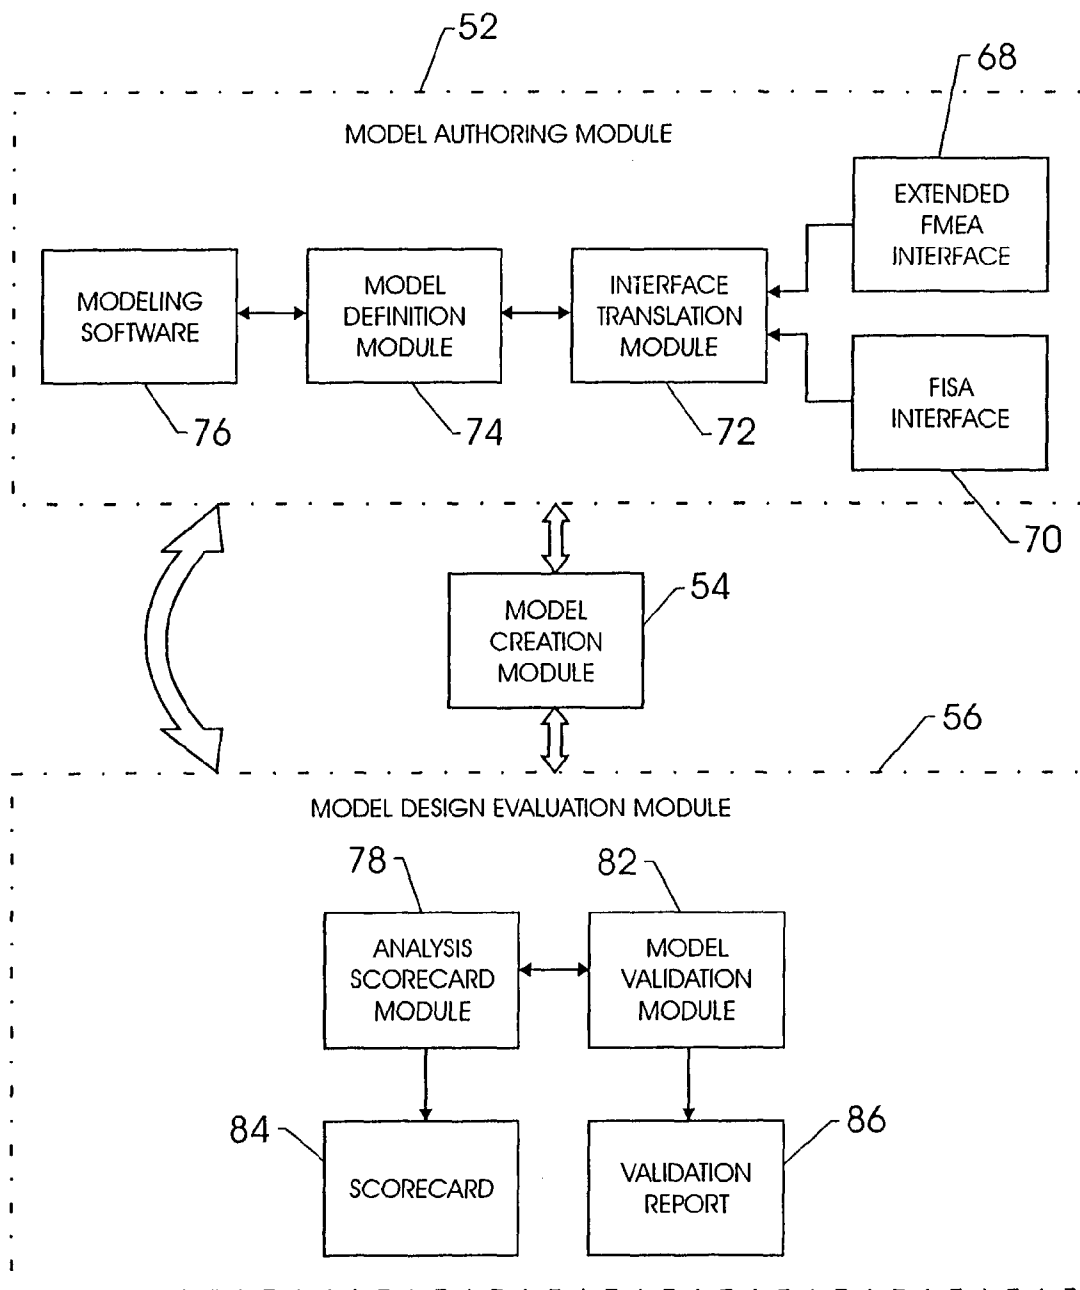 52
68
MODEL AUTHORING MODULE
EXTENDED
FMEA
INTERFACE
MODELING
SOFTWARE
MODEL
DEFINITION
MODULE
INTERFACE
TRANSLATION
MODULE
FISA
INTERFACE
76
74
72
70
MODEL
CREATION
MODULE
54
56
MODEL DESIGN EVALUATION MODULE
78
82
ANALYSIS
SCORECARD
MODULE
MODEL
VALIDATION
MODULE
84
86
SCORECARD
VALIDATION
REPORT